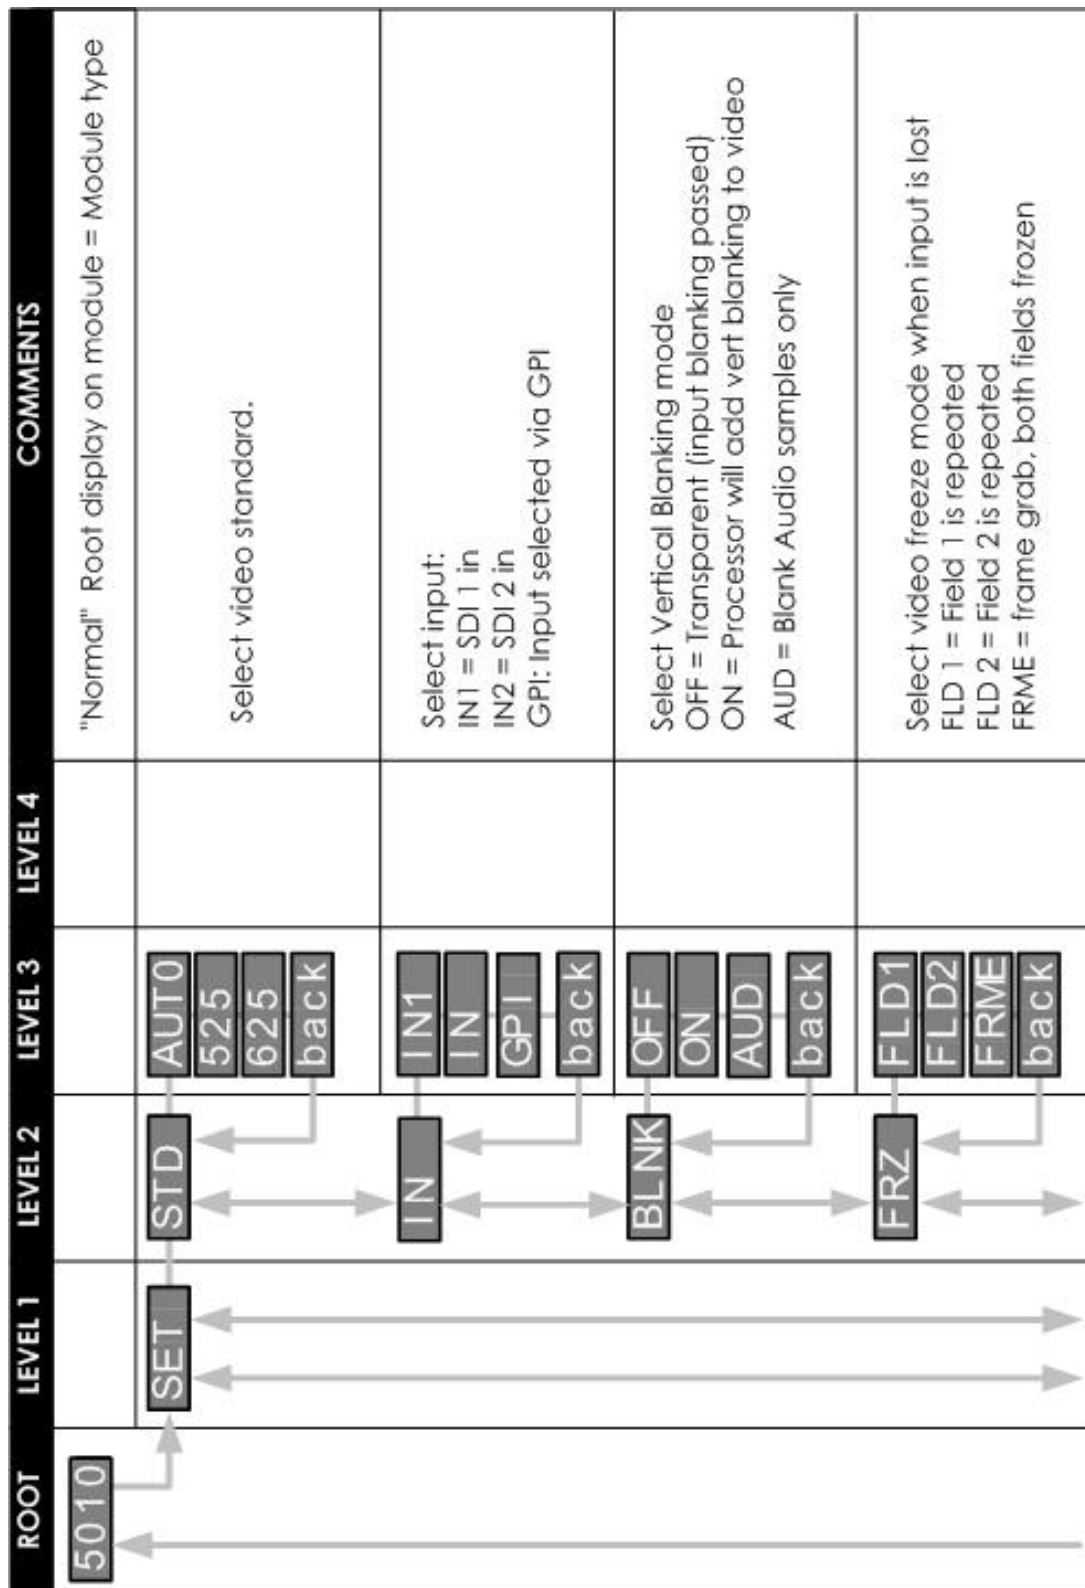 ROOT LEVEL 1 LEVEL 2 LEVEL 3 LEVEL 4 COMMENTS
5010 "Normal" Root display on module = Module type
SET STD AUTO
525
625
back
Select video standard.
IN IN1
IN
GPI
back
Select input:
IN1 = SDI 1 in
IN2 = SDI 2 in
GPI: Input selected via GPI
BLNK OFF
ON
AUD
back
Select Vertical Blanking mode
OFF = Transparent (input blanking passed)
ON = Processor will add vert blanking to video
AUD = Blank Audio samples only
FRZ FLD1
FLD2
FRME
back
Select video freeze mode when input is lost
FLD 1 = Field 1 is repeated
FLD 2 = Field 2 is repeated
FRME = frame grab, both fields frozen